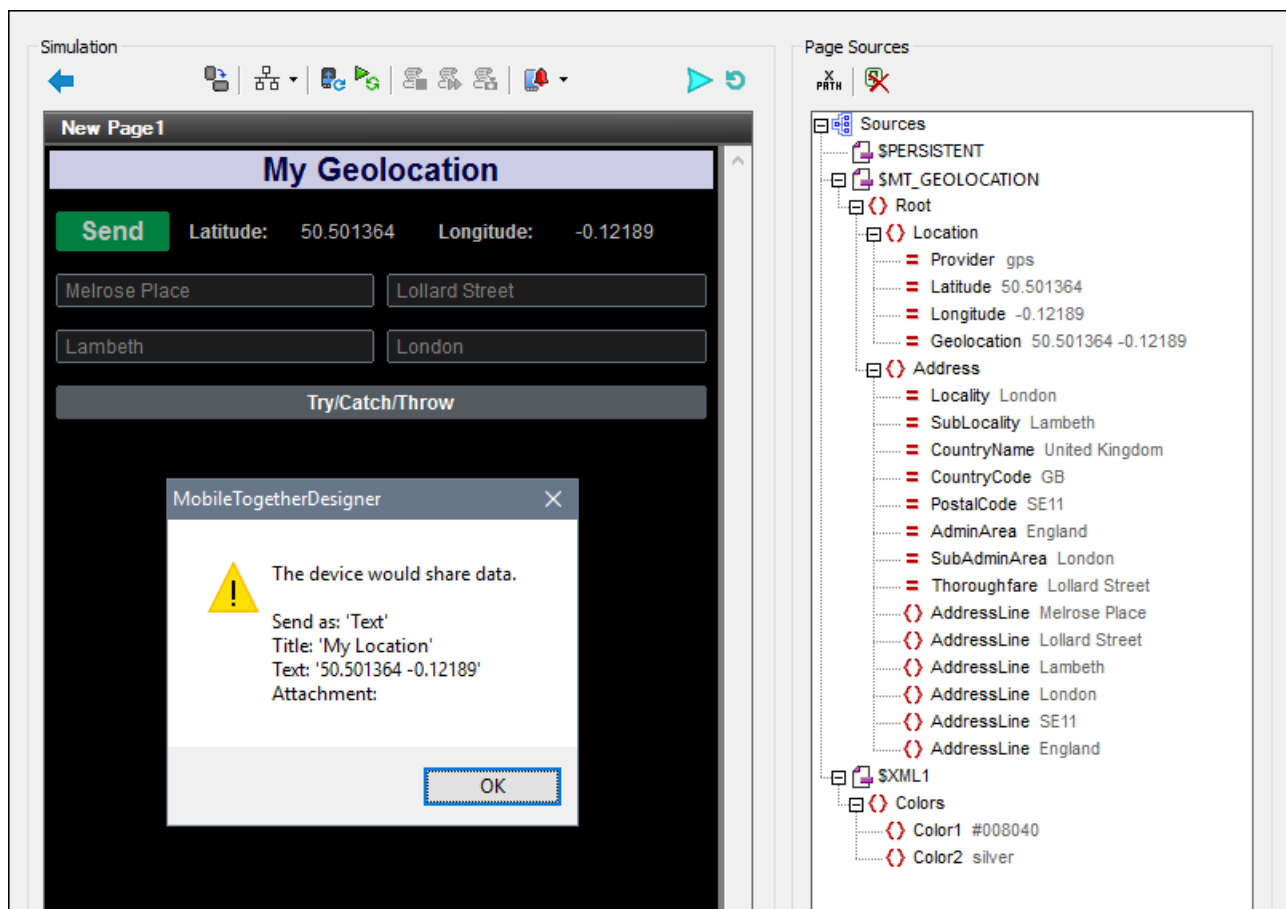 Simulation
New Page1
My Geolocation
Send Latitude: 50.501364 Longitude: -0.12189
Melrose Place Lollard Street
Lambeth London
Try/Catch/Throw
MobileTogetherDesigner
The device would share data.
Send as: 'Text'
Title: 'My Location'
Text: '50.501364 -0.12189'
Attachment:
OK
Page Sources
X
PATH
Sources
$PERSISTENT
$MT_GEOLOCATION
Root
Location
Provider gps
Latitude 50.501364
Longitude -0.12189
Geolocation 50.501364 -0.12189
Address
Locality London
SubLocality Lambeth
CountryName United Kingdom
CountryCode GB
PostalCode SE11
AdminArea England
SubAdminArea London
Thoroughfare Lollard Street
AddressLine Melrose Place
AddressLine Lollard Street
AddressLine Lambeth
AddressLine London
AddressLine SE11
AddressLine England
$XML1
Colors
Color1 #008040
Color2 silver